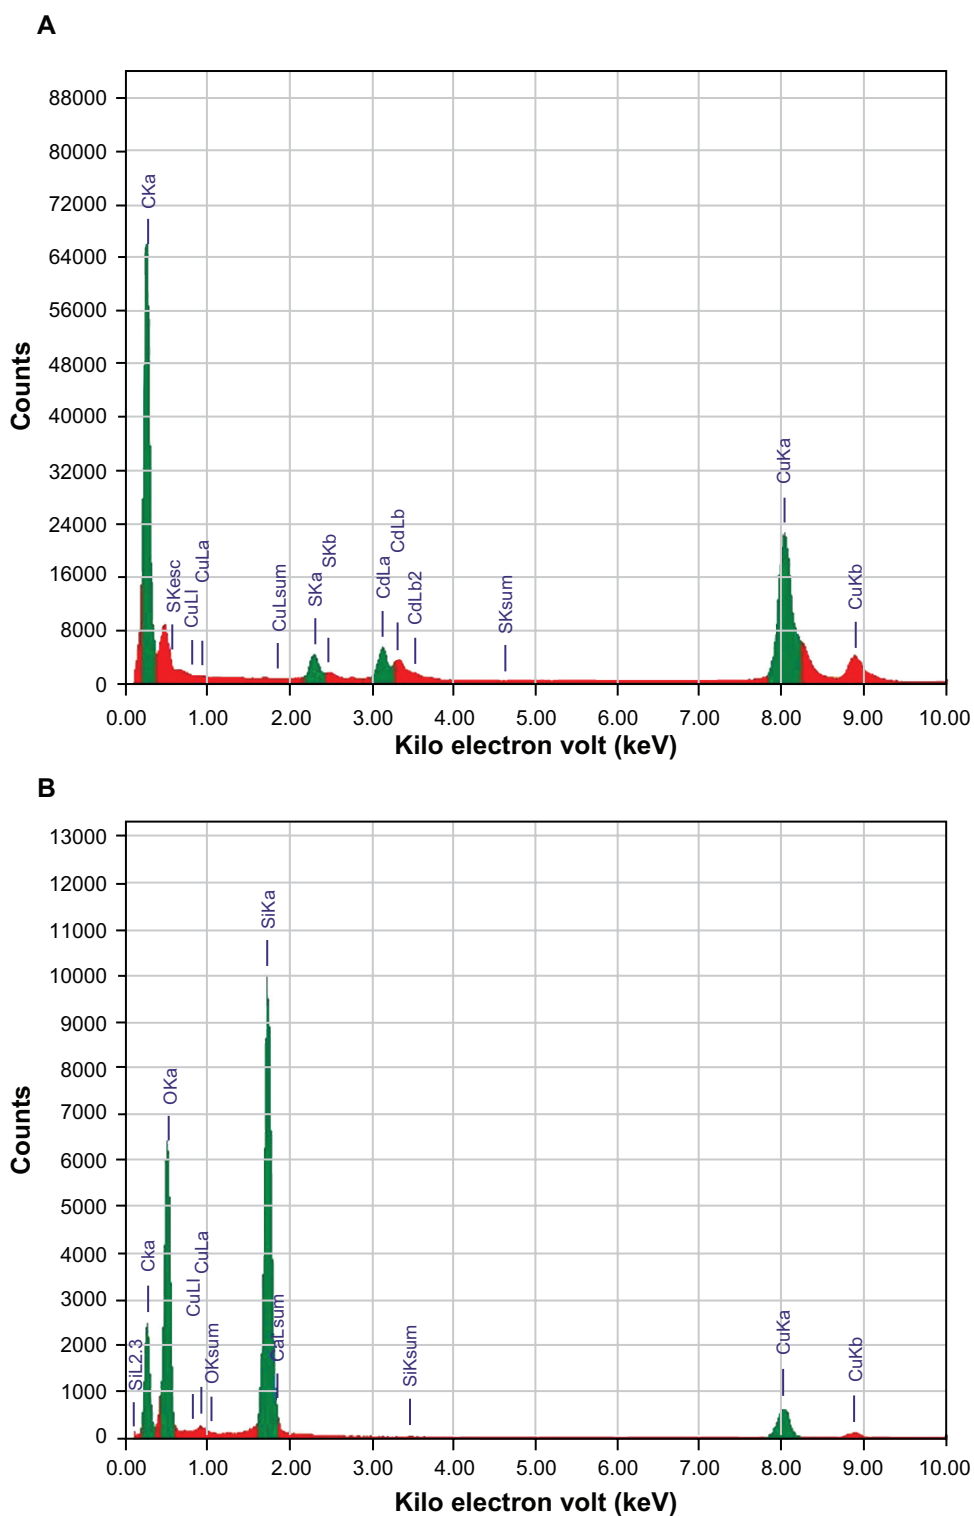 A
88000
80000
72000
64000
56000
48000
40000
32000
24000
16000
8000
0
Counts
CKa
SKesc
CuLl
CuLa
CuLsum
SKa
SKb
CdLa
CdLb
CdLb2
SKsum
CuKa
CuKb
0.00 1.00 2.00 3.00 4.00 5.00 6.00 7.00 8.00 9.00 10.00
Kilo electron volt (keV)
B
13000
12000
11000
10000
9000
8000
7000
6000
5000
4000
3000
2000
1000
0
Counts
SiL2.3
Cka
OKa
CuLl
CuLa
OKsum
SiKa
CaLsum
SiKsum
CuKa
CuKb
0.00 1.00 2.00 3.00 4.00 5.00 6.00 7.00 8.00 9.00 10.00
Kilo electron volt (keV)